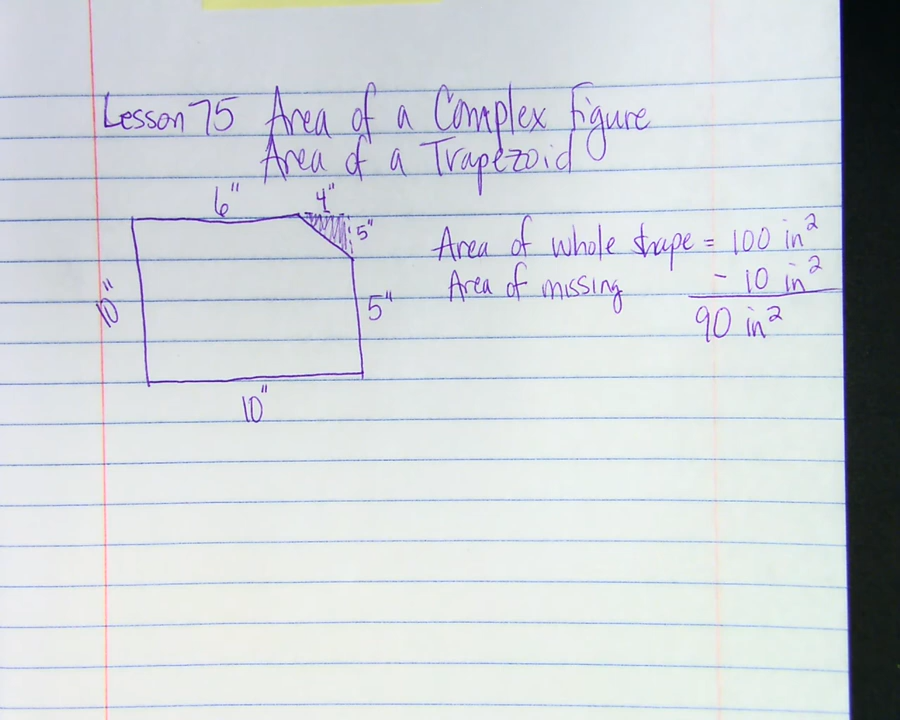 Lesson 75 Area of a Complex Figure
Area of a Trapezoid
6" 4"
5"
10"
5"
10"
Area of whole shape = 100 in²
Area of missing - 10 in²
90 in²